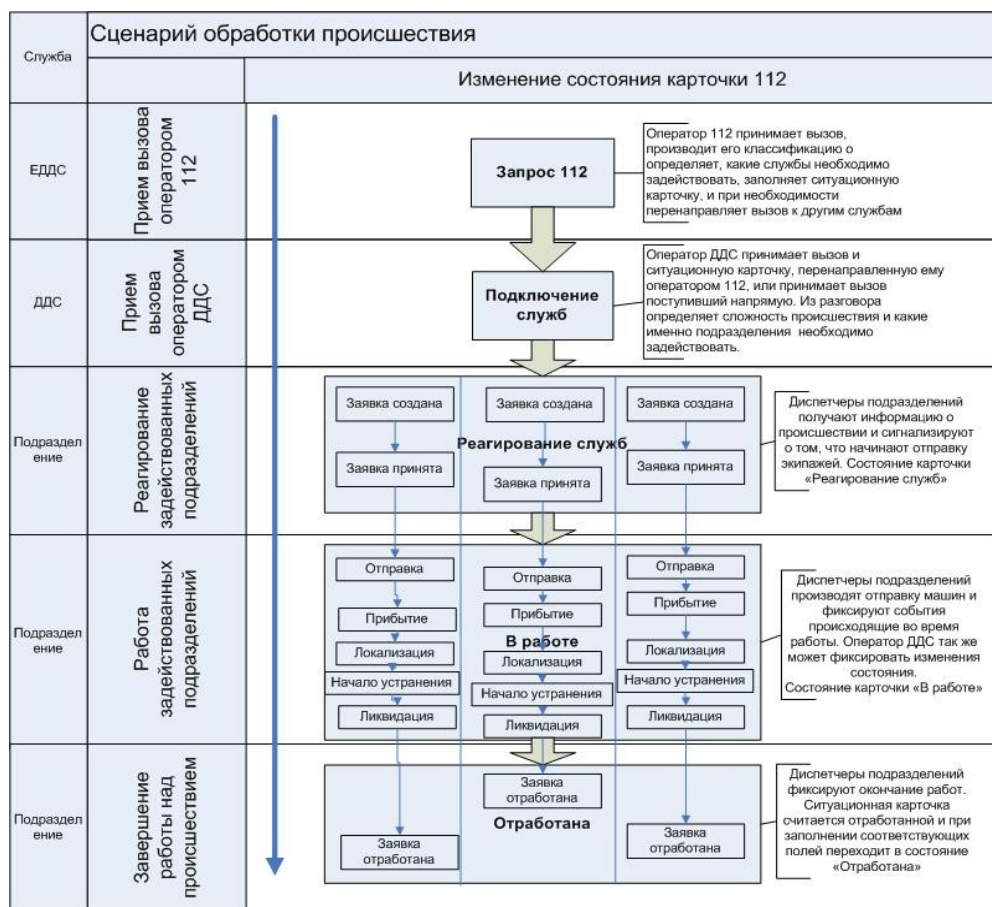 Служба
Сценарий обработки происшествия
Изменение состояния карточки 112
ЕДДС
Прием вызова
оператором
112
Запрос 112
Оператор 112 принимает вызов,
производит его классификацию о
определяет, какие службы необходимо
задействовать, заполняет ситуационную
карточку, и при необходимости
перенаправляет вызов к другим службам
ДДС
Прием
вызова
оператором
ДДС
Подключение
служб
Оператор ДДС принимает вызов и
ситуационную карточку, перенаправленную ему
оператором 112, или принимает вызов
поступивший напрямую. Из разговора
определяет сложность происшествия и какие
именно подразделения необходимо
задействовать.
Подраздел
ение
Реагирование
задействованных
подразделений
Заявка создана
Заявка создана
Заявка создана
Реагирование служб
Заявка принята
Заявка принята
Заявка принята
Диспетчеры подразделений
получают информацию о
происшествии и сигнализируют
о том, что начинают отправку
экипажей. Состояние карточки
«Реагирование служб»
Подраздел
ение
Работа
задействованных
подразделений
Отправка
Отправка
Отправка
Прибытие
Прибытие
Прибытие
В работе
Локализация
Локализация
Локализация
Начало устранения
Начало устранения
Начало устранения
Ликвидация
Ликвидация
Ликвидация
Диспетчеры подразделений
производят отправку машин и
фиксируют события
происходящие во время
работы. Оператор ДДС так же
может фиксировать изменения
состояния.
Состояние карточки «В работе»
Подраздел
ение
Завершение
работы над
происшествием
Заявка
отработана
Отработана
Заявка
отработана
Заявка
отработана
Диспетчеры подразделений
фиксируют окончание работ.
Ситуационная карточка
считается отработанной и при
заполнении соответствующих
полей переходит в состояние
«Отработана»